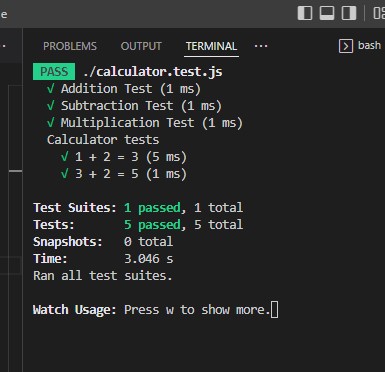 e
PROBLEMS OUTPUT TERMINAL ··· bash
PASS ./calculator.test.js
√ Addition Test (1 ms)
√ Subtraction Test (1 ms)
√ Multiplication Test (1 ms)
Calculator tests
√ 1 + 2 = 3 (5 ms)
√ 3 + 2 = 5 (1 ms)
Test Suites: 1 passed, 1 total
Tests: 5 passed, 5 total
Snapshots: 0 total
Time: 3.046 s
Ran all test suites.
Watch Usage: Press w to show more.